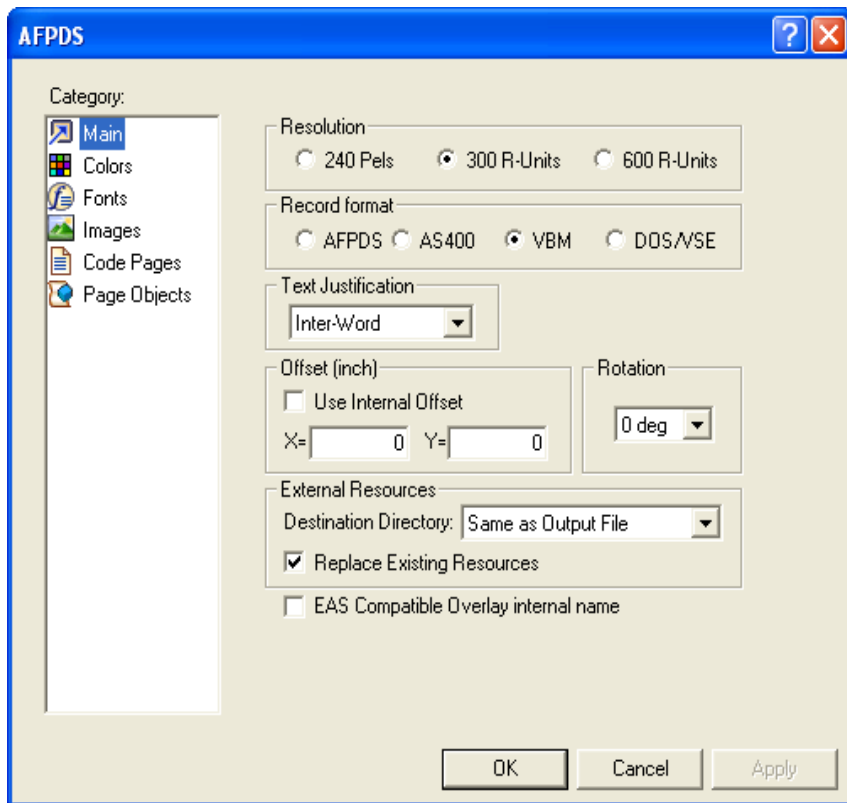 AFPDS
Category:
Main
Colors
Fonts
Images
Code Pages
Page Objects
Resolution
240 Pels 300 R-Units 600 R-Units
Record format
AFPDS AS400 VBM DOS/VSE
Text Justification
Inter-Word
Offset (inch)
Use Internal Offset
X= 0 Y= 0
Rotation
0 deg
External Resources
Destination Directory: Same as Output File
Replace Existing Resources
EAS Compatible Overlay internal name
OK Cancel Apply